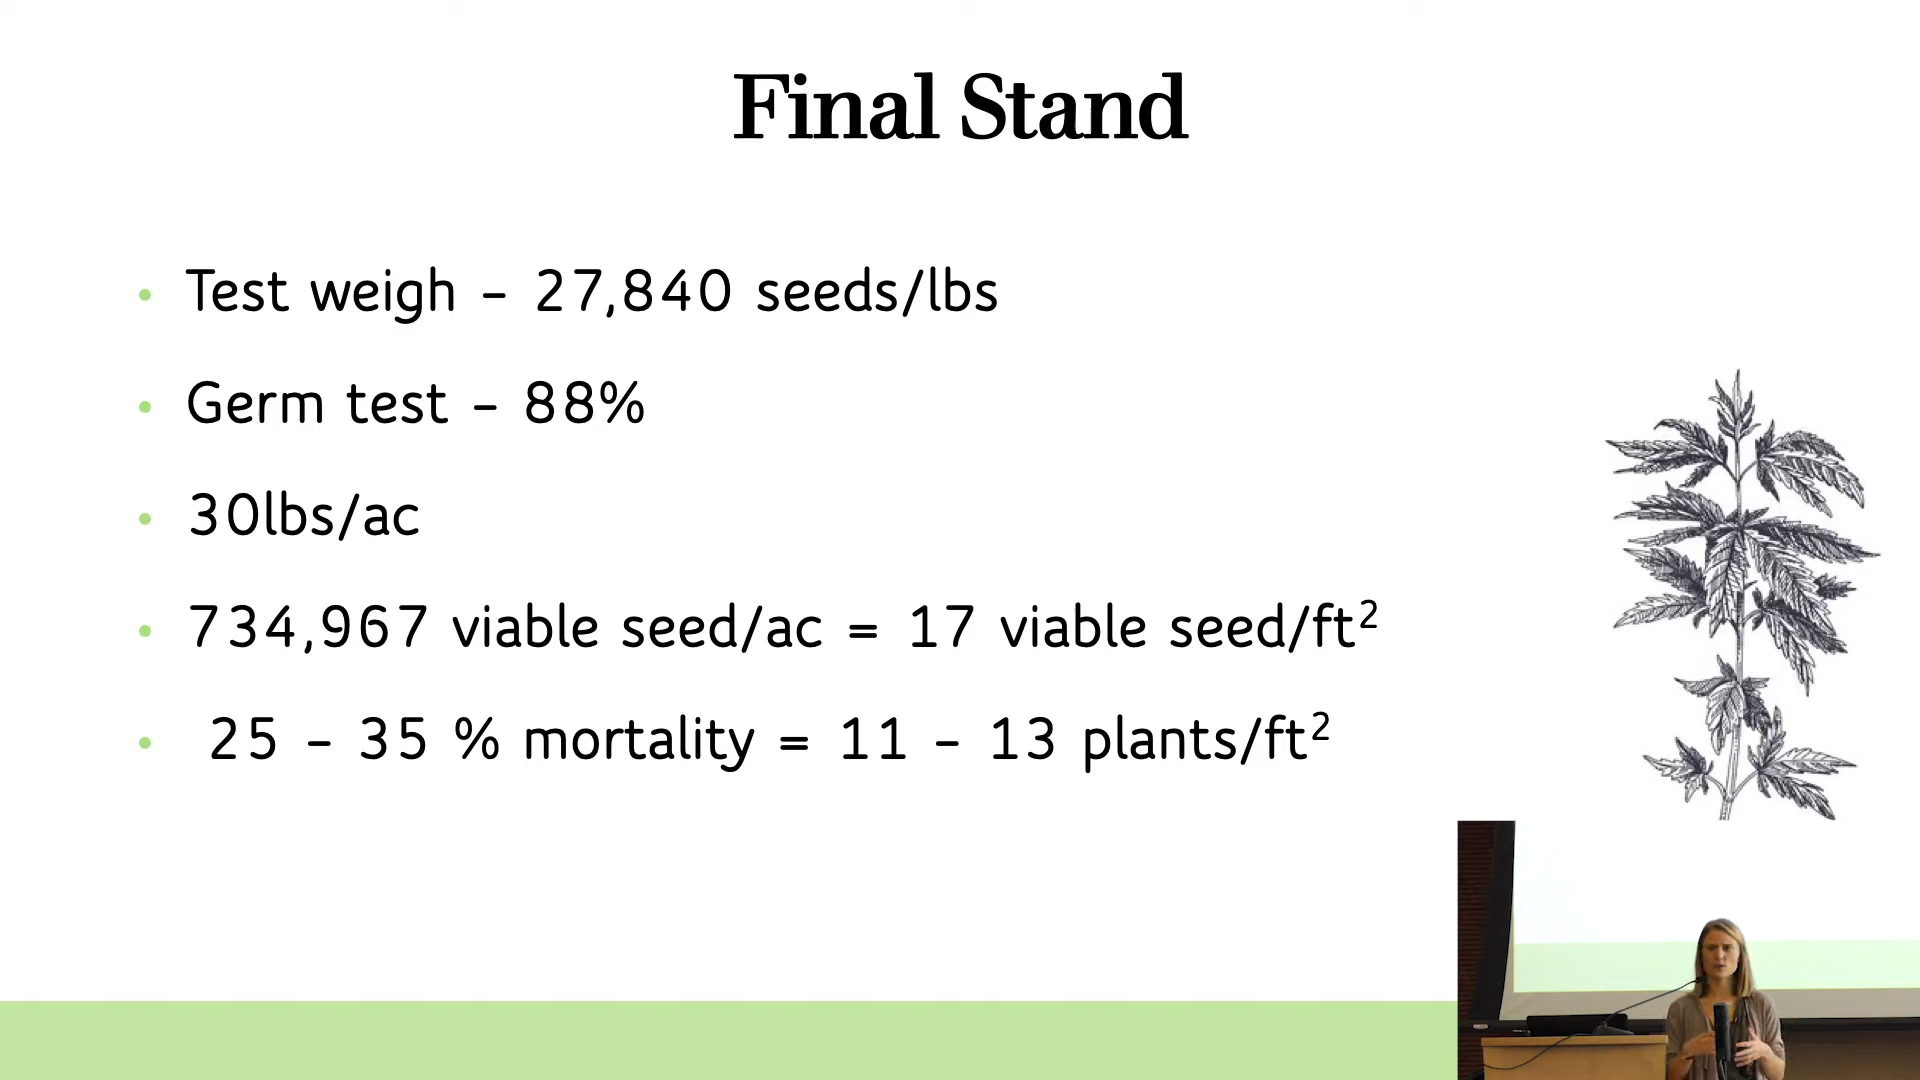 Final Stand
• Test weigh – 27,840 seeds/lbs
• Germ test – 88%
• 30lbs/ac
• 734,967 viable seed/ac = 17 viable seed/ft²
• 25 – 35 % mortality = 11 – 13 plants/ft²